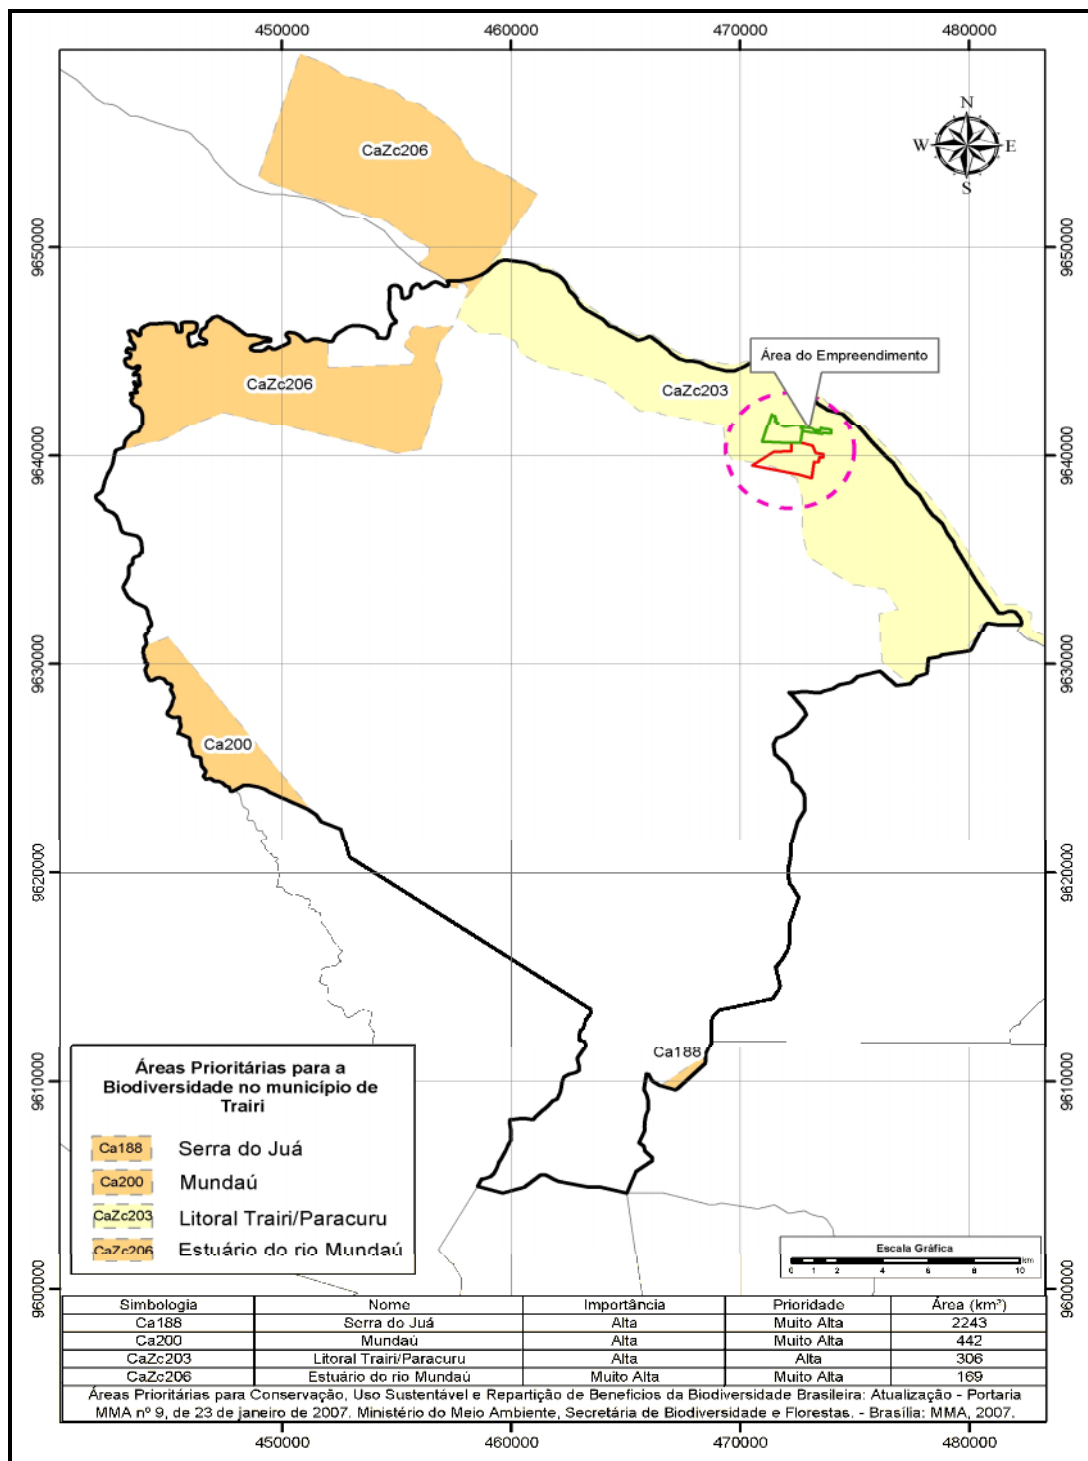 450000 460000 470000 480000
N
W E
S
CaZc206
9650000 9650000
Área do Empreendimento
CaZc206
CaZc203
9640000 9640000
9630000 9630000
Ca200
9620000 9620000
Ca188
9610000 9610000
Áreas Prioritárias para a
Biodiversidade no município de
Trairi
Ca188 Serra do Juá
Ca200 Mundaú
CaZc203 Litoral Trairi/Paracuru
CaZc206 Estuário do rio Mundaú
Escala Gráfica
0 1 2 4 6 8 10 km
9600000 9600000
Simbologia Nome Importância Prioridade Área (km²)
Ca188 Serra do Juá Alta Muito Alta 2243
Ca200 Mundaú Alta Muito Alta 442
CaZc203 Litoral Trairi/Paracuru Alta Alta 306
CaZc206 Estuário do rio Mundaú Muito Alta Muito Alta 169
Áreas Prioritárias para Conservação, Uso Sustentável e Repartição de Beneficios da Biodiversidade Brasileira: Atualização - Portaria
MMA nº 9, de 23 de janeiro de 2007. Ministério do Meio Ambiente, Secretária de Biodiversidade e Florestas. - Brasília: MMA, 2007.
450000 460000 470000 480000